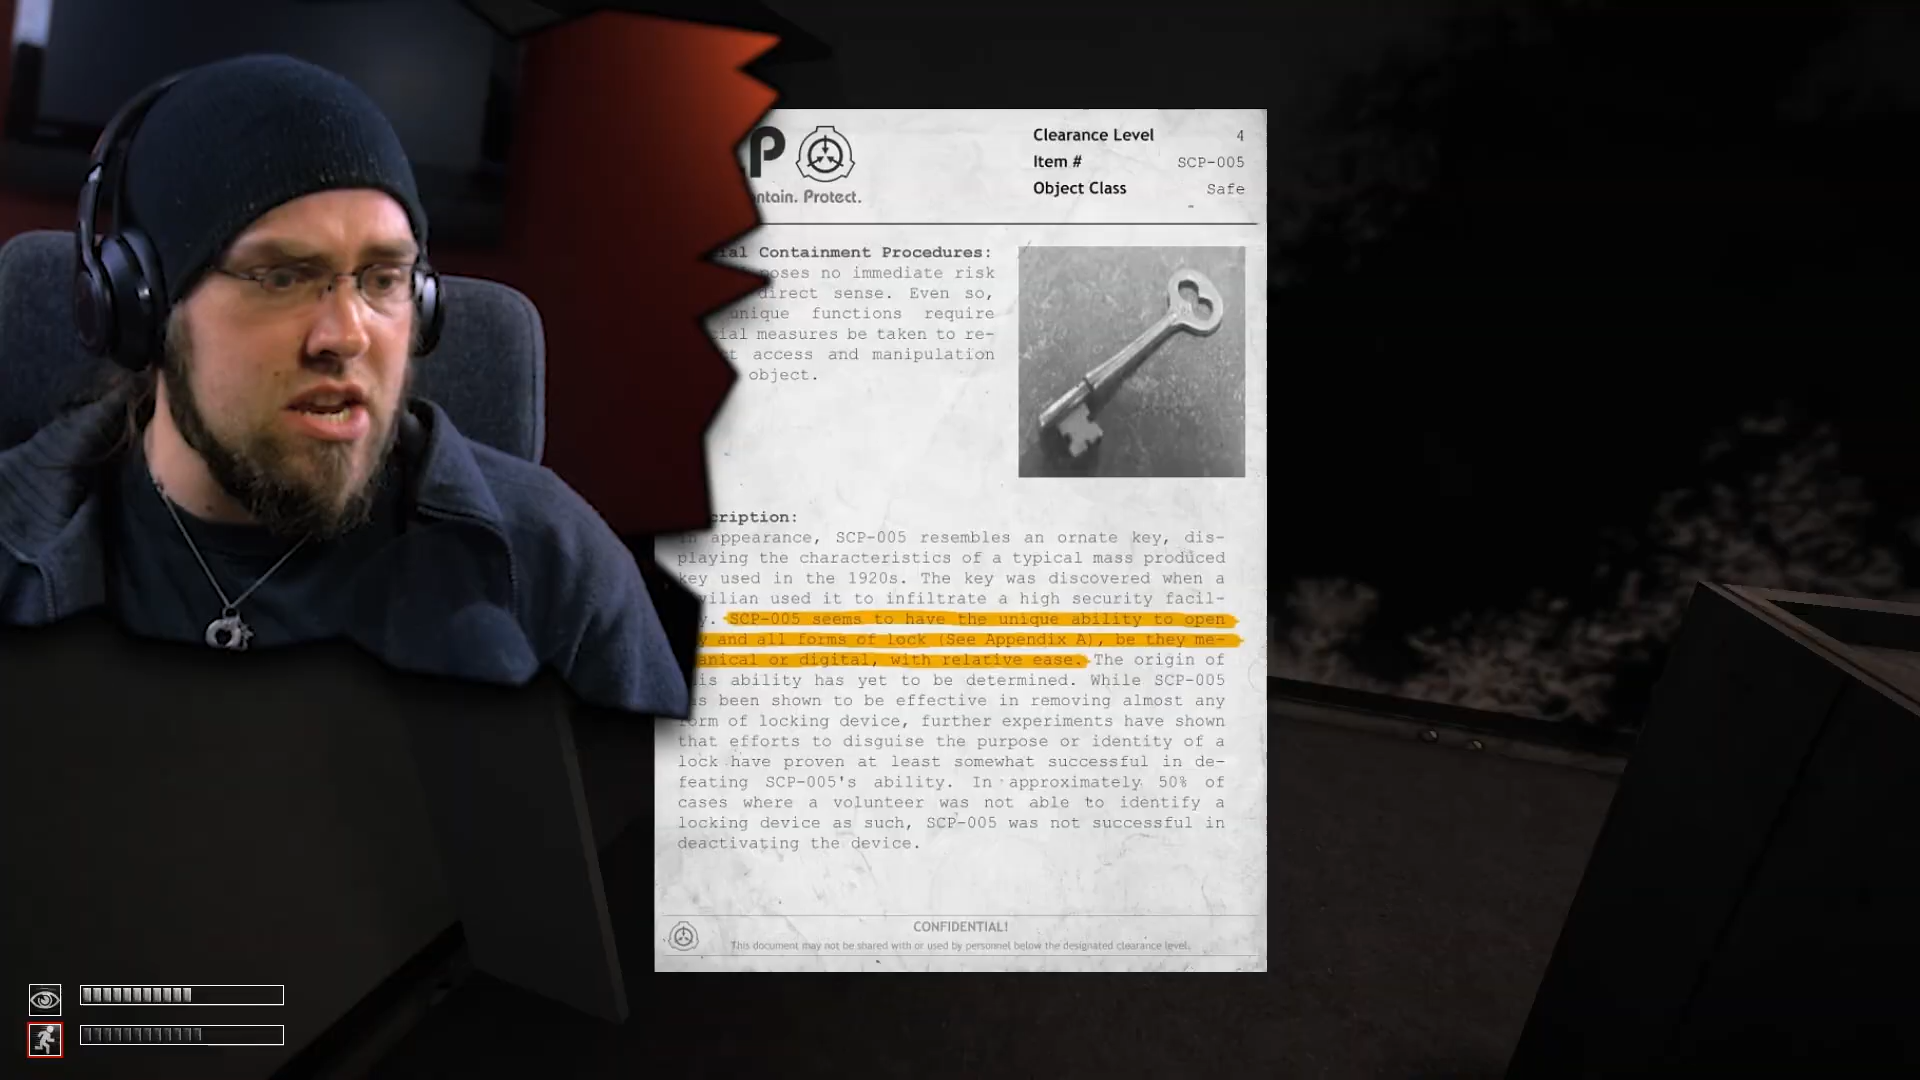 P
ntain. Protect.
Clearance Level 4
Item # SCP-005
Object Class Safe
ial Containment Procedures:
poses no immediate risk
direct sense. Even so,
unique functions require
cial measures be taken to re-
t access and manipulation
object.
cription:
In appearance, SCP-005 resembles an ornate key, dis-
playing the characteristics of a typical mass produced
key used in the 1920s. The key was discovered when a
vilian used it to infiltrate a high security facil-
y. SCP-005 seems to have the unique ability to open
y and all forms of lock (See Appendix A), be they me-
anical or digital, with relative ease. The origin of
is ability has yet to be determined. While SCP-005
as been shown to be effective in removing almost any
form of locking device, further experiments have shown
that efforts to disguise the purpose or identity of a
lock have proven at least somewhat successful in de-
feating SCP-005's ability. In approximately 50% of
cases where a volunteer was not able to identify a
locking device as such, SCP-005 was not successful in
deactivating the device.
CONFIDENTIAL!
This document may not be shared with or used by personnel below the designated clearance level.